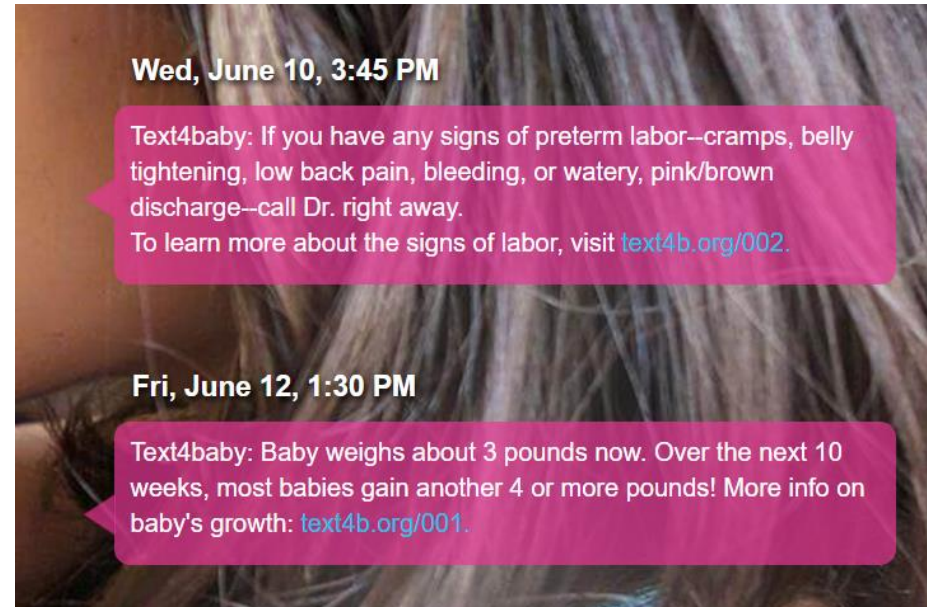 Wed, June 10, 3:45 PM
Text4baby: If you have any signs of preterm labor--cramps, belly
tightening, low back pain, bleeding, or watery, pink/brown
discharge--call Dr. right away.
To learn more about the signs of labor, visit text4b.org/002.
Fri, June 12, 1:30 PM
Text4baby: Baby weighs about 3 pounds now. Over the next 10
weeks, most babies gain another 4 or more pounds! More info on
baby's growth: text4b.org/001.